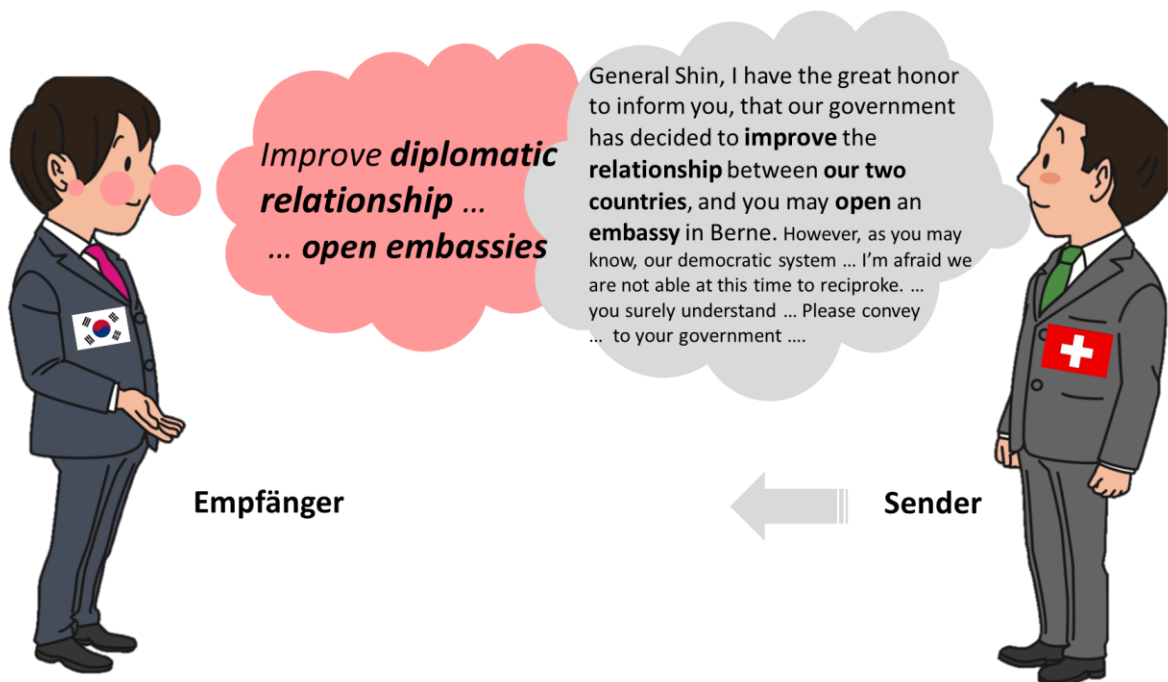 Improve diplomatic
relationship ...
... open embassies
General Shin, I have the great honor
to inform you, that our government
has decided to improve the
relationship between our two
countries, and you may open an
embassy in Berne. However, as you may
know, our democratic system ... I'm afraid we
are not able at this time to reciproke. ...
you surely understand ... Please convey
... to your government ....
Empfänger
Sender